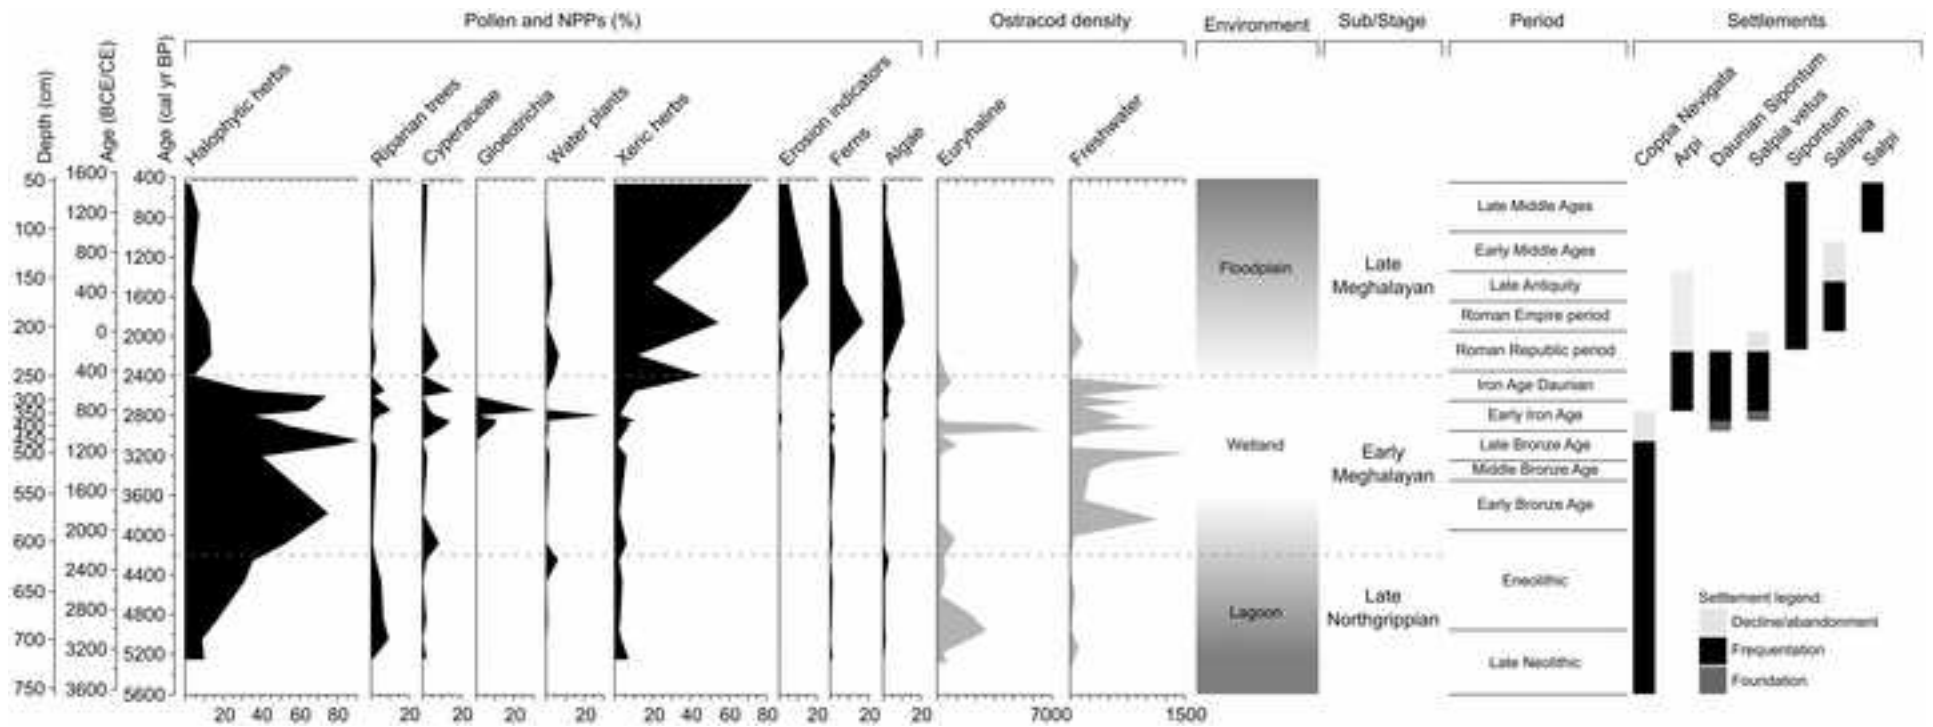 Pollen and NPPs (%)
Ostracod density
Environment
Sub/Stage
Period
Settlements
Depth (cm)
Age (BCE/CE)
Age (cal yr BP)
Halophytic herbs
Riparian trees
Cyperaceae
Gloeotrichia
Water plants
Xeric herbs
Erosion indicators
Ferns
Algae
Euryhaline
Freshwater
Coppa Nevigata
Arpi
Daunian Sipontum
Salpia vetus
Sipontum
Salapia
Salpi
50
100
150
200
250
300
350
400
450
500
550
600
650
700
750
1600
1200
800
400
0
400
800
1200
1600
2000
2400
2800
3200
3600
400
800
1200
1600
2000
2400
2800
3200
3600
4000
4400
4800
5200
5600
Floodplain
Wetland
Lagoon
Late
Meghalayan
Early
Meghalayan
Late
Northgrippian
Late Middle Ages
Early Middle Ages
Late Antiquity
Roman Empire period
Roman Republic period
Iron Age Daunian
Early Iron Age
Late Bronze Age
Middle Bronze Age
Early Bronze Age
Eneolithic
Late Neolithic
Settlement legend:
Decline/abandonment
Frequentation
Foundation
20 40 60 80 20 20 20 20 20 40 60 80 20 20 20 7000 1500